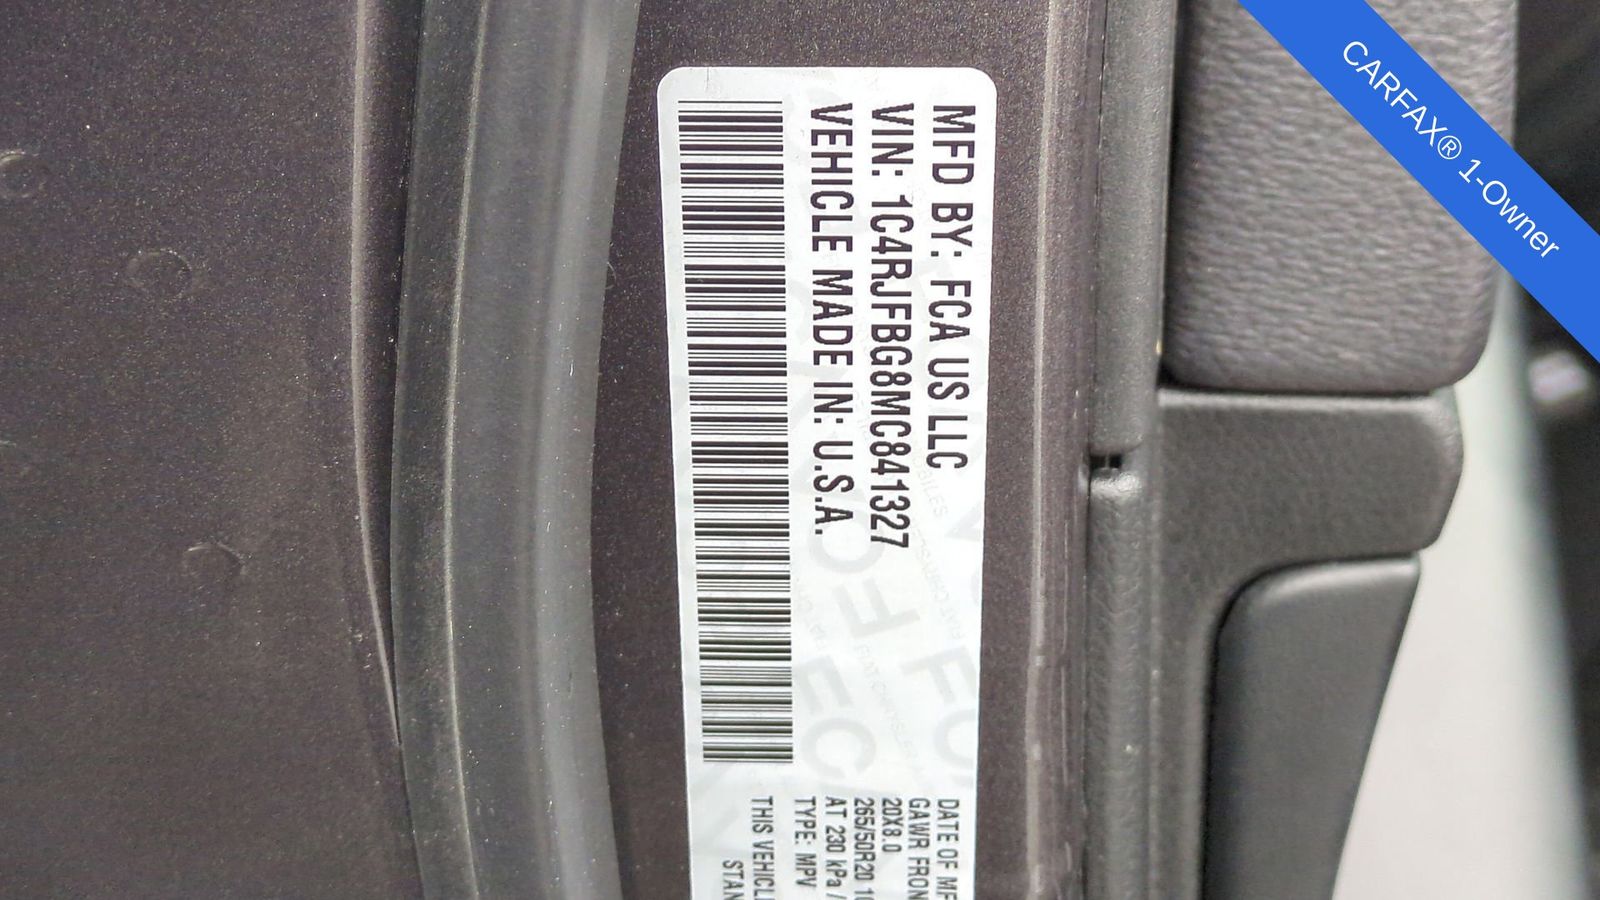 MFD BY: FCA US LLC
VIN: 1C4RJFBG8MC841327
VEHICLE MADE IN: U.S.A.
DATE OF MF
GAWR FRON
20X8.0
265/50R20 10
AT 230 kPa /
TYPE: MPV
THIS VEHICL
STAN
CARFAX® 1-Owner